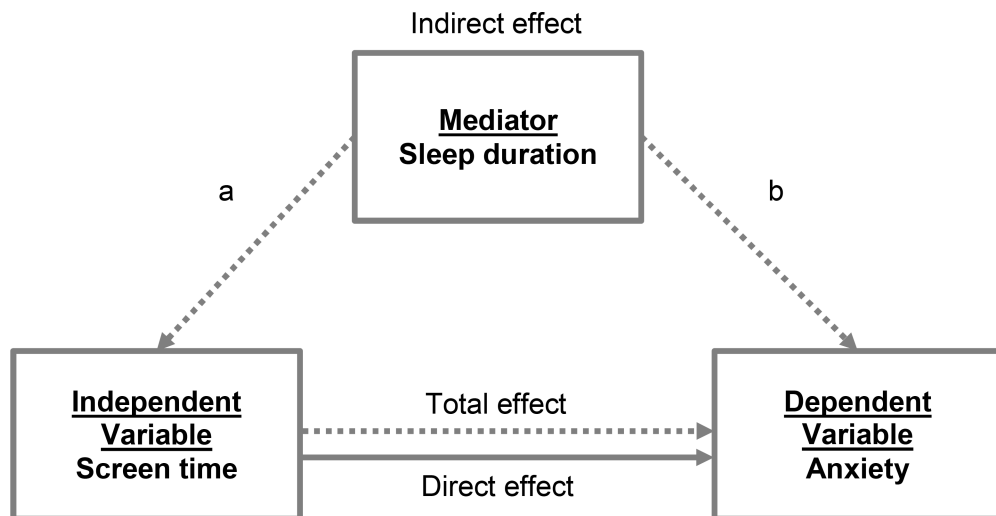 Indirect effect
Mediator
Sleep duration
a
b
Independent
Variable
Screen time
Total effect
Direct effect
Dependent
Variable
Anxiety